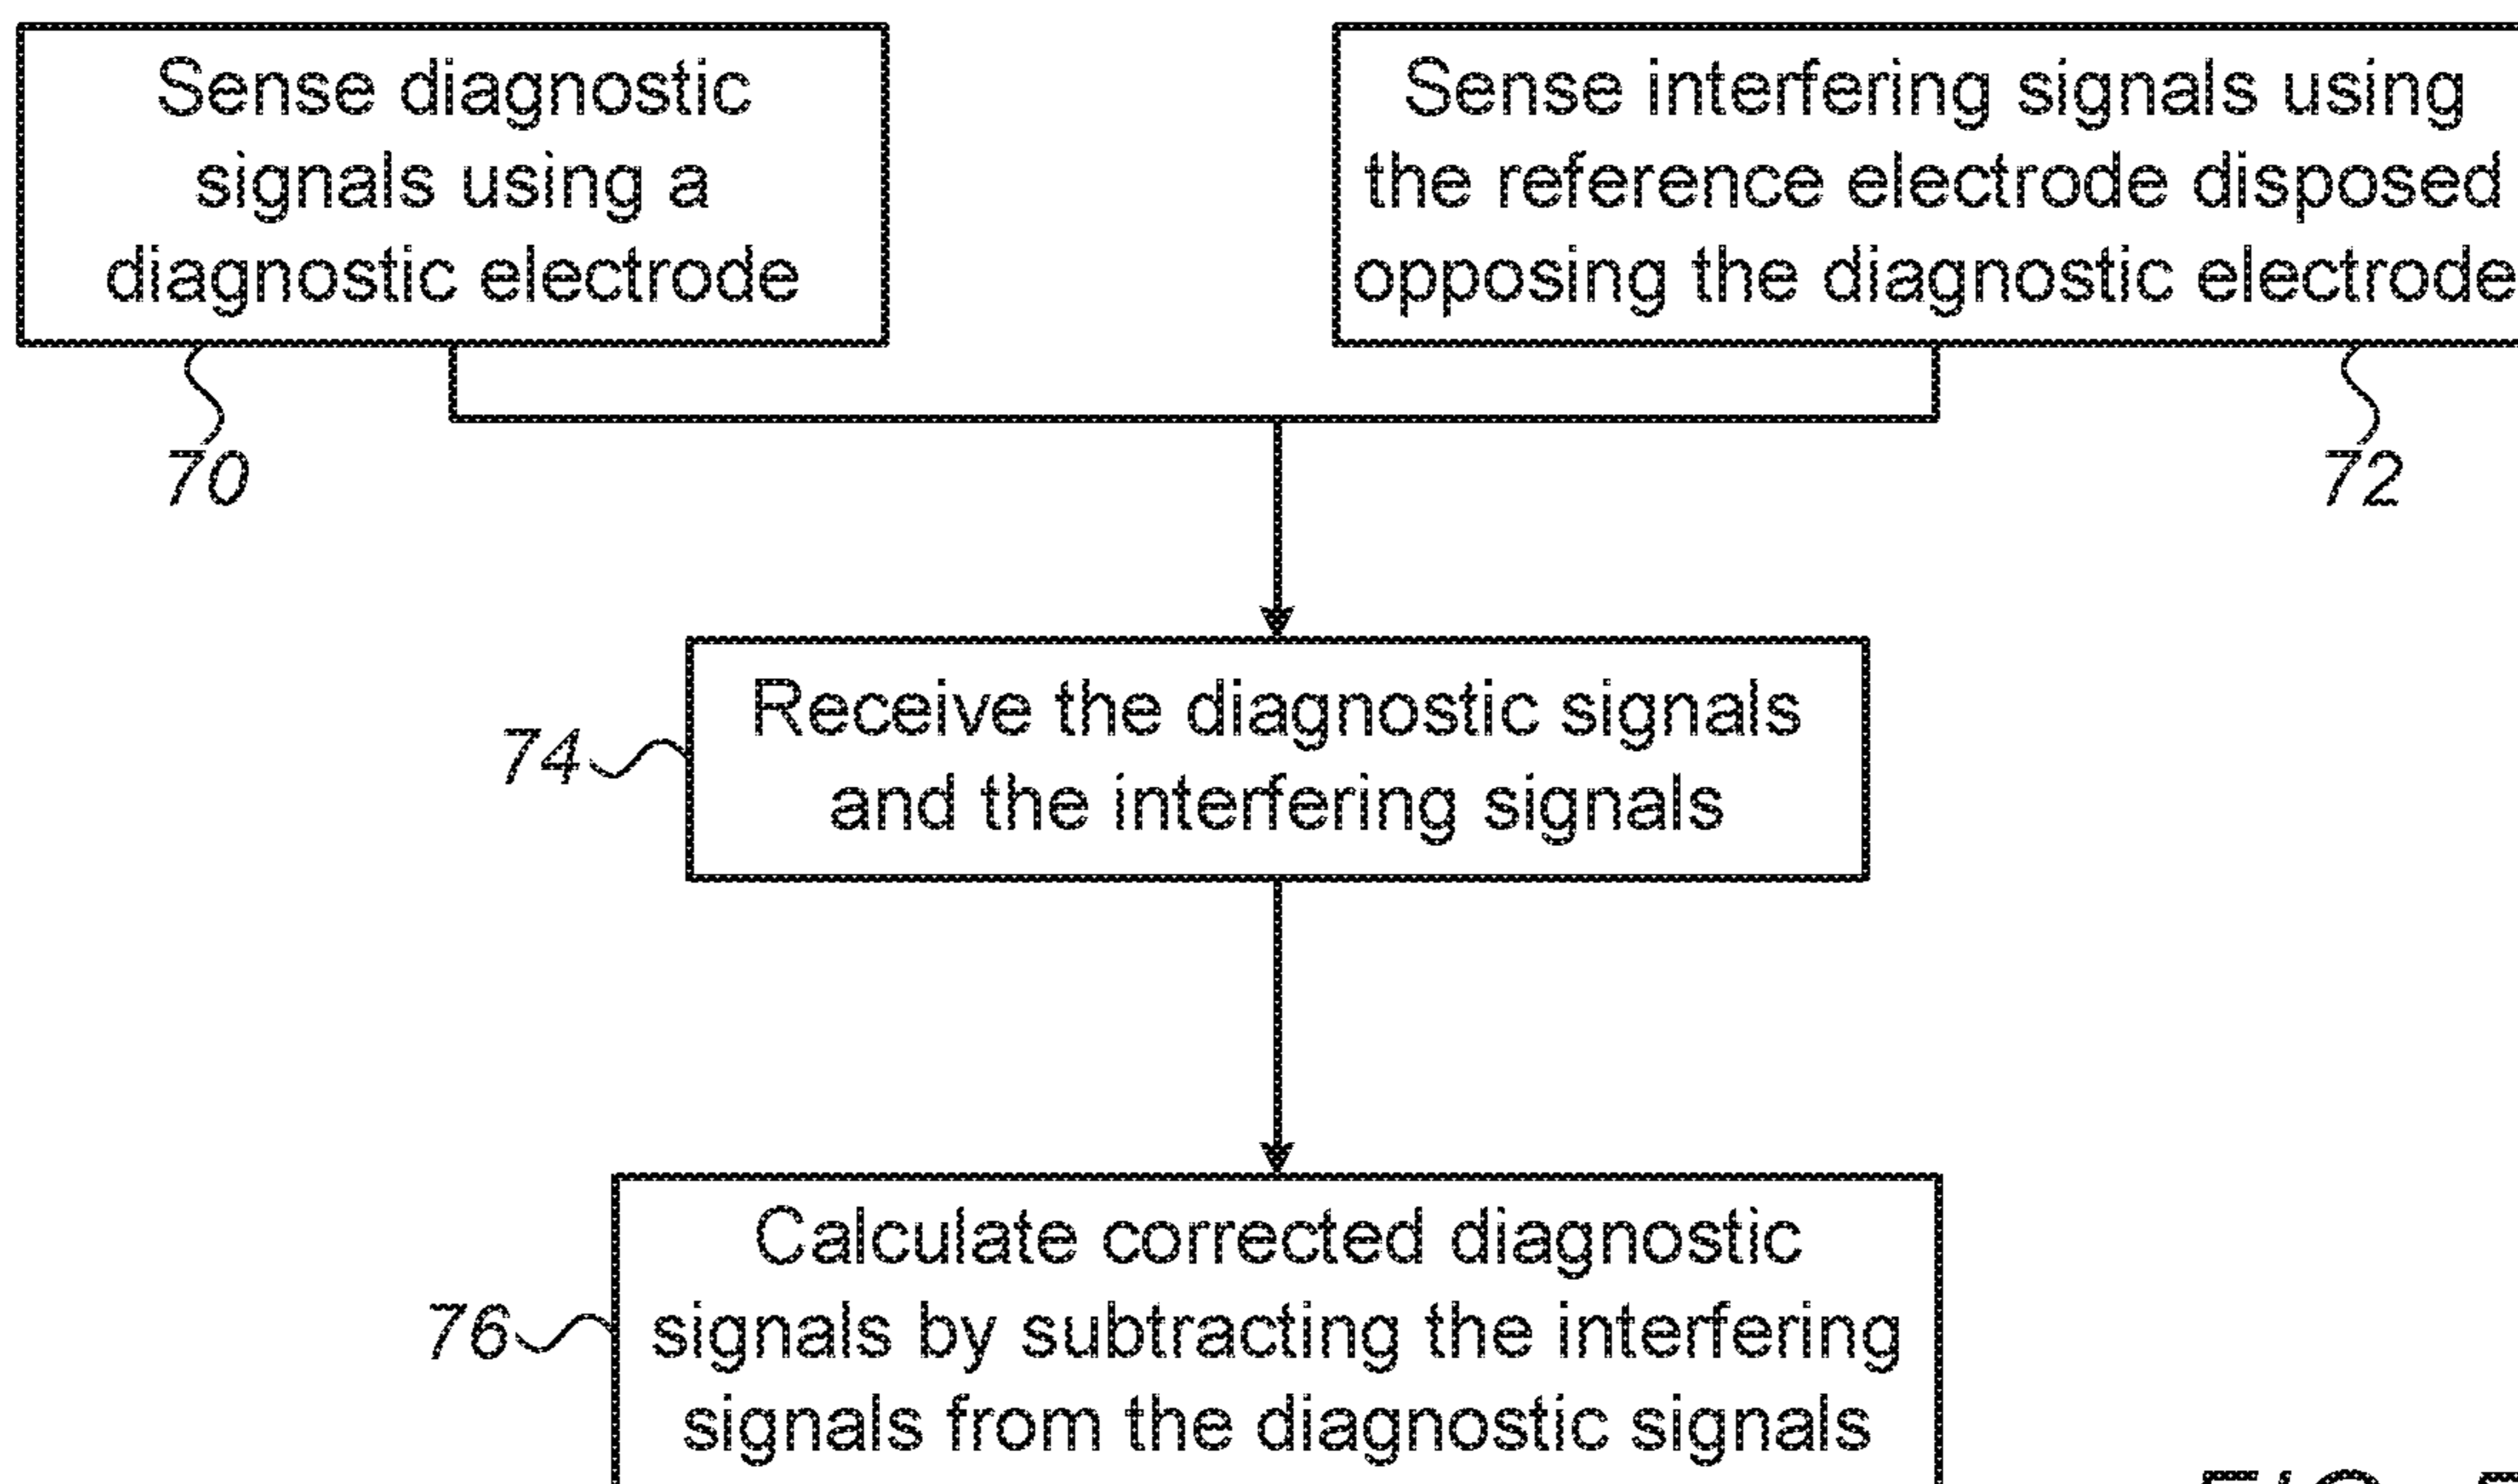 Sense diagnostic
signals using a
diagnostic electrode
Sense interfering signals using
the reference electrode disposed
opposing the diagnostic electrode
70
72
Receive the diagnostic signals
and the interfering signals
74
Calculate corrected diagnostic
signals by subtracting the interfering
signals from the diagnostic signals
76